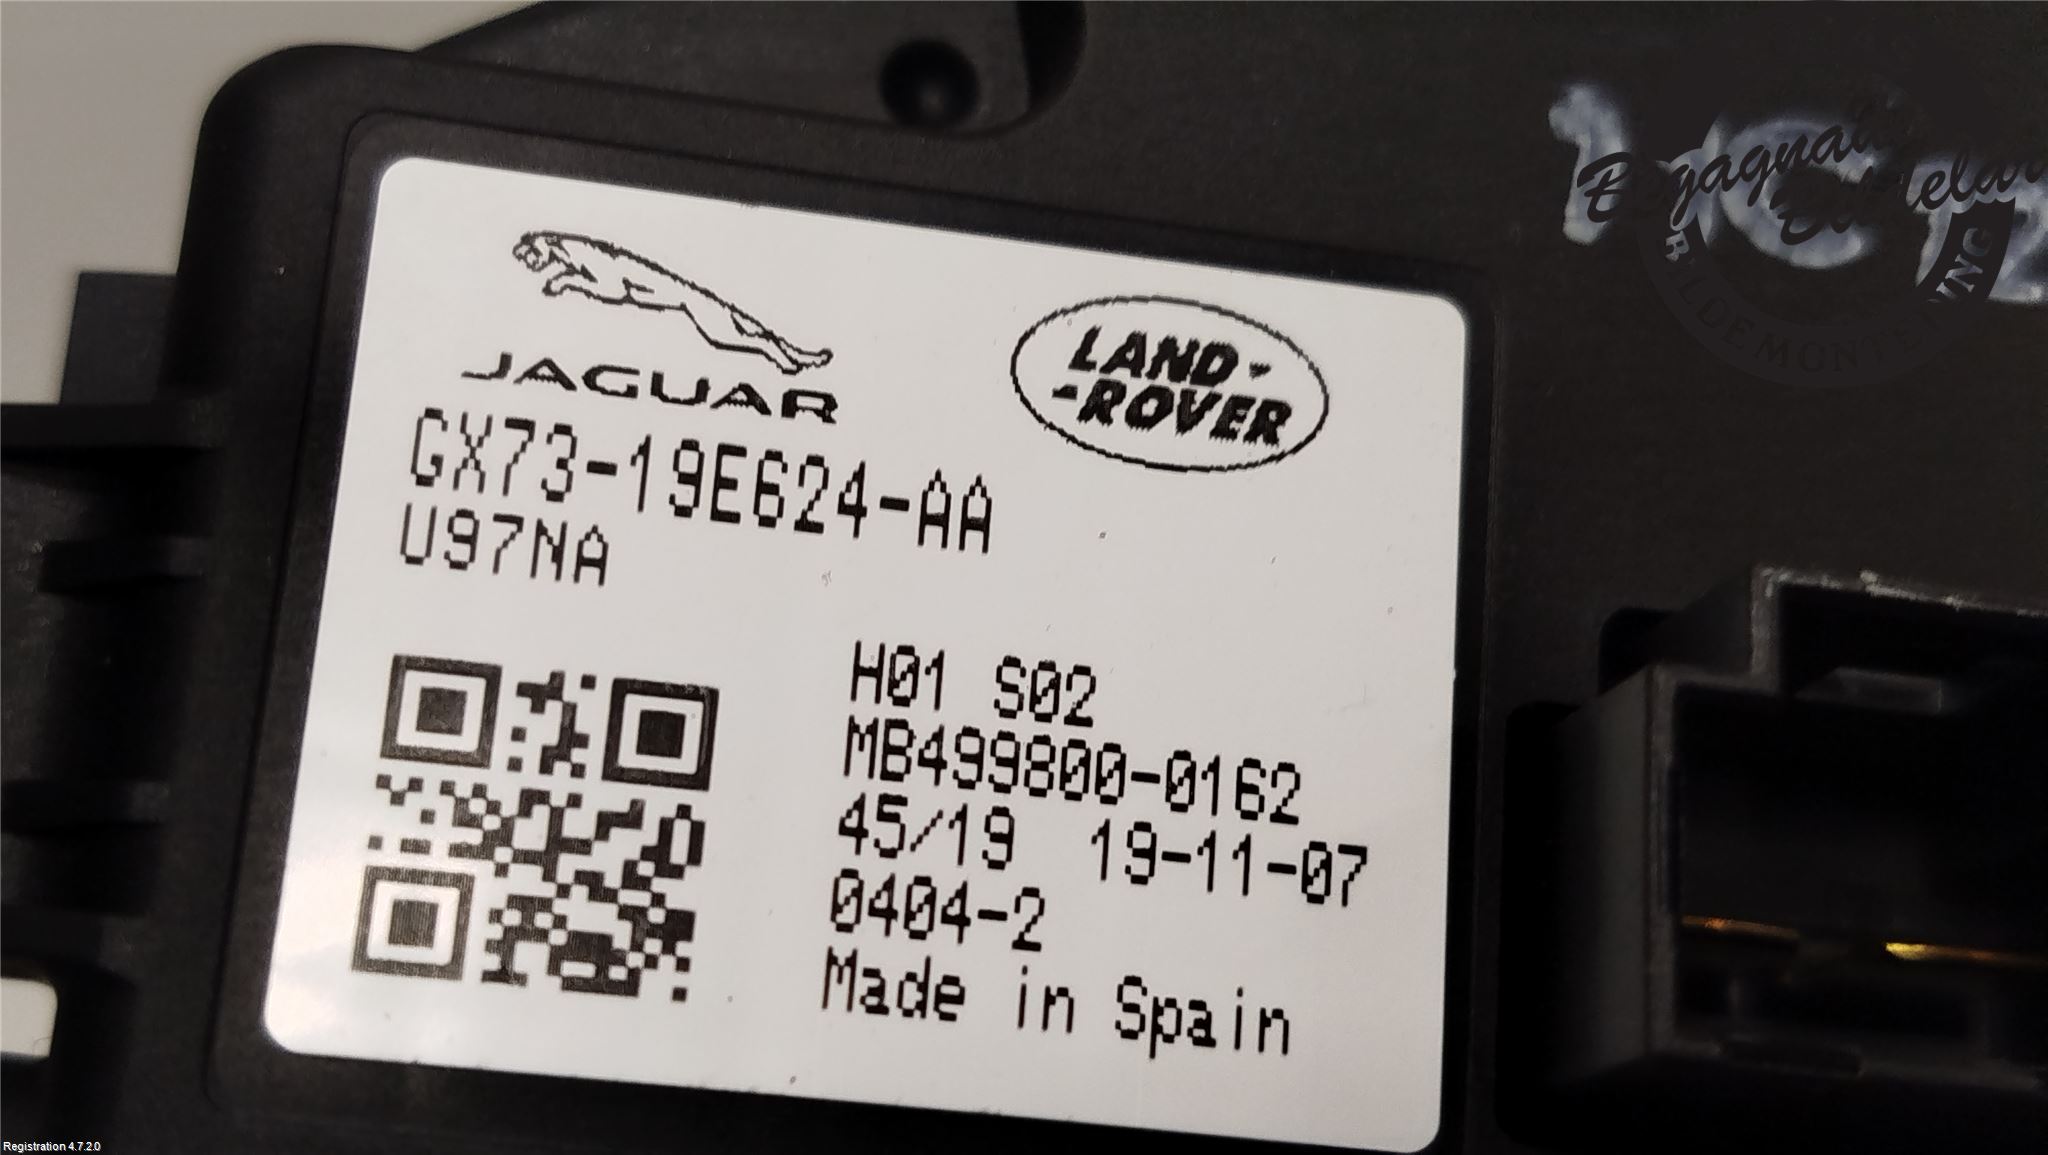 JAGUAR
LAND-
-ROVER
GX73-19E624-AA
U97NA
H01 S02
MB499800-0162
45/19 19-11-07
0404-2
Made in Spain
BILDEMONTERING
Registration 4.7.2.0